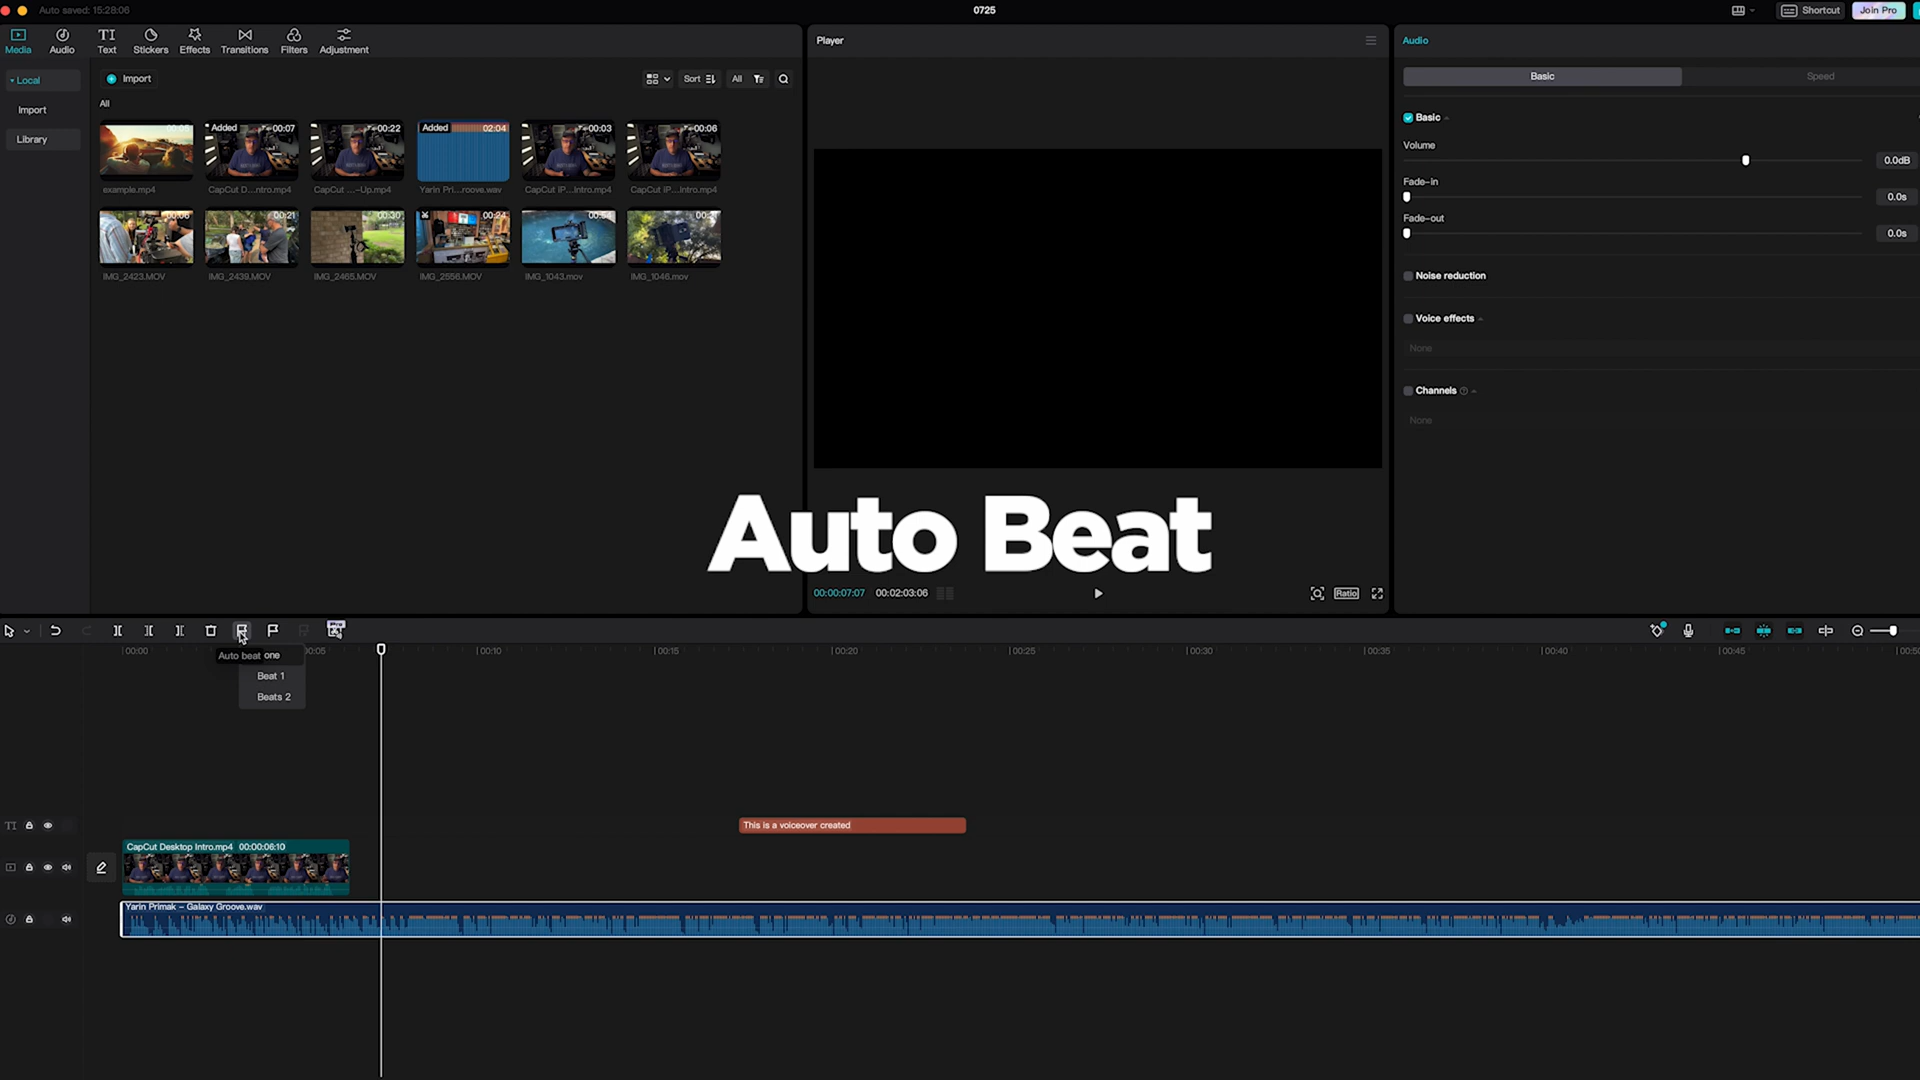 Auto saved: 15:28:06
0725
Shortcut
Join Pro
Media
Audio
Text
Stickers
Effects
Transitions
Filters
Adjustment
Player
Audio
Local
Import
Library
Import
Sort
All
All
Basic
Speed
Added
00:07
00:22
Added
02:04
00:03
00:06
example.mp4
CapCut D...ntro.mp4
CapCut ...-Up.mp4
Yarin Pri...roove.wav
CapCut iP...Intro.mp4
CapCut iP...Intro.mp4
00:06
00:21
00:30
00:24
00:54
IMG_2423.MOV
IMG_2439.MOV
IMG_2465.MOV
IMG_2556.MOV
IMG_1043.mov
IMG_1046.mov
Basic
Volume
0.0dB
Fade-in
0.0s
Fade-out
0.0s
Noise reduction
Voice effects
None
Channels
None
Auto Beat
00:00:07:07
00:02:03:06
Ratio
00:00
00:05
00:10
00:15
00:20
00:25
00:30
00:35
00:40
00:45
Auto beat
one
Beat 1
Beats 2
This is a voiceover created
CapCut Desktop Intro.mp4 00:00:06:10
Yarin Primak – Galaxy Groove.wav